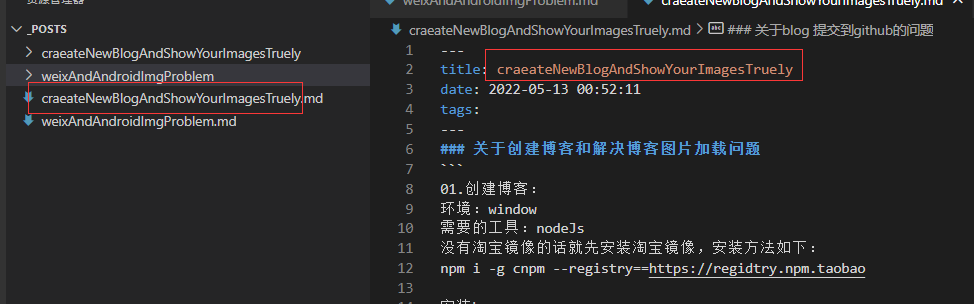 资源管理器
_POSTS
craeateNewBlogAndShowYourImagesTruely
weixAndAndroidImgProblem
craeateNewBlogAndShowYourImagesTruely.md
weixAndAndroidImgProblem.md
weixAndAndroidImgProblem.md
craeateNewBlogAndShowYourImagesTruely.md
craeateNewBlogAndShowYourImagesTruely.md > ### 关于blog 提交到github的问题
1 ---
2 title: craeateNewBlogAndShowYourImagesTruely
3 date: 2022-05-13 00:52:11
4 tags:
5 ---
6 ### 关于创建博客和解决博客图片加载问题
7 ```
8 01.创建博客:
9 环境: window
10 需要的工具: nodeJs
11 没有淘宝镜像的话就先安装淘宝镜像, 安装方法如下:
12 npm i -g cnpm --registry==https://regidtry.npm.taobao
13